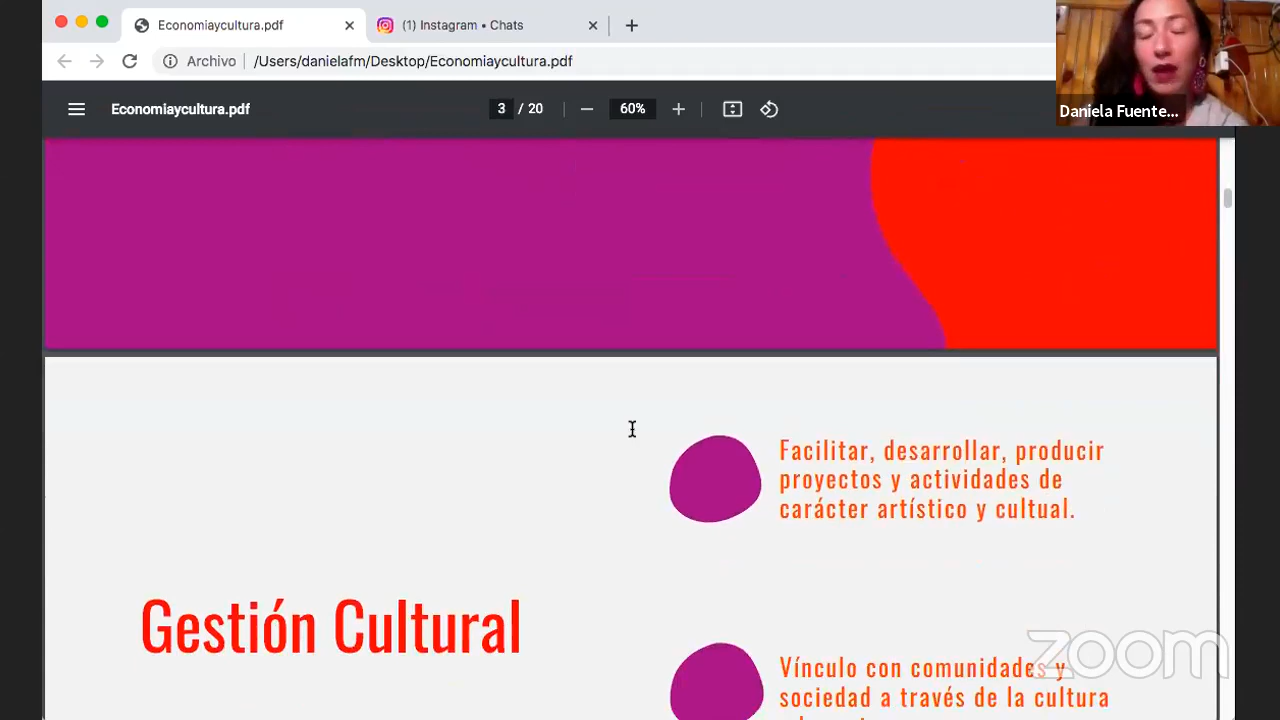 Economiaycultura.pdf
(1) Instagram • Chats
Archivo
/Users/danielafm/Desktop/Economiaycultura.pdf
Daniela Fuente...
Economiaycultura.pdf
3 / 20
60%
Facilitar, desarrollar, producir
proyectos y actividades de
carácter artístico y cultual.
Gestión Cultural
Vínculo con comunidades y
sociedad a través de la cultura
zoom